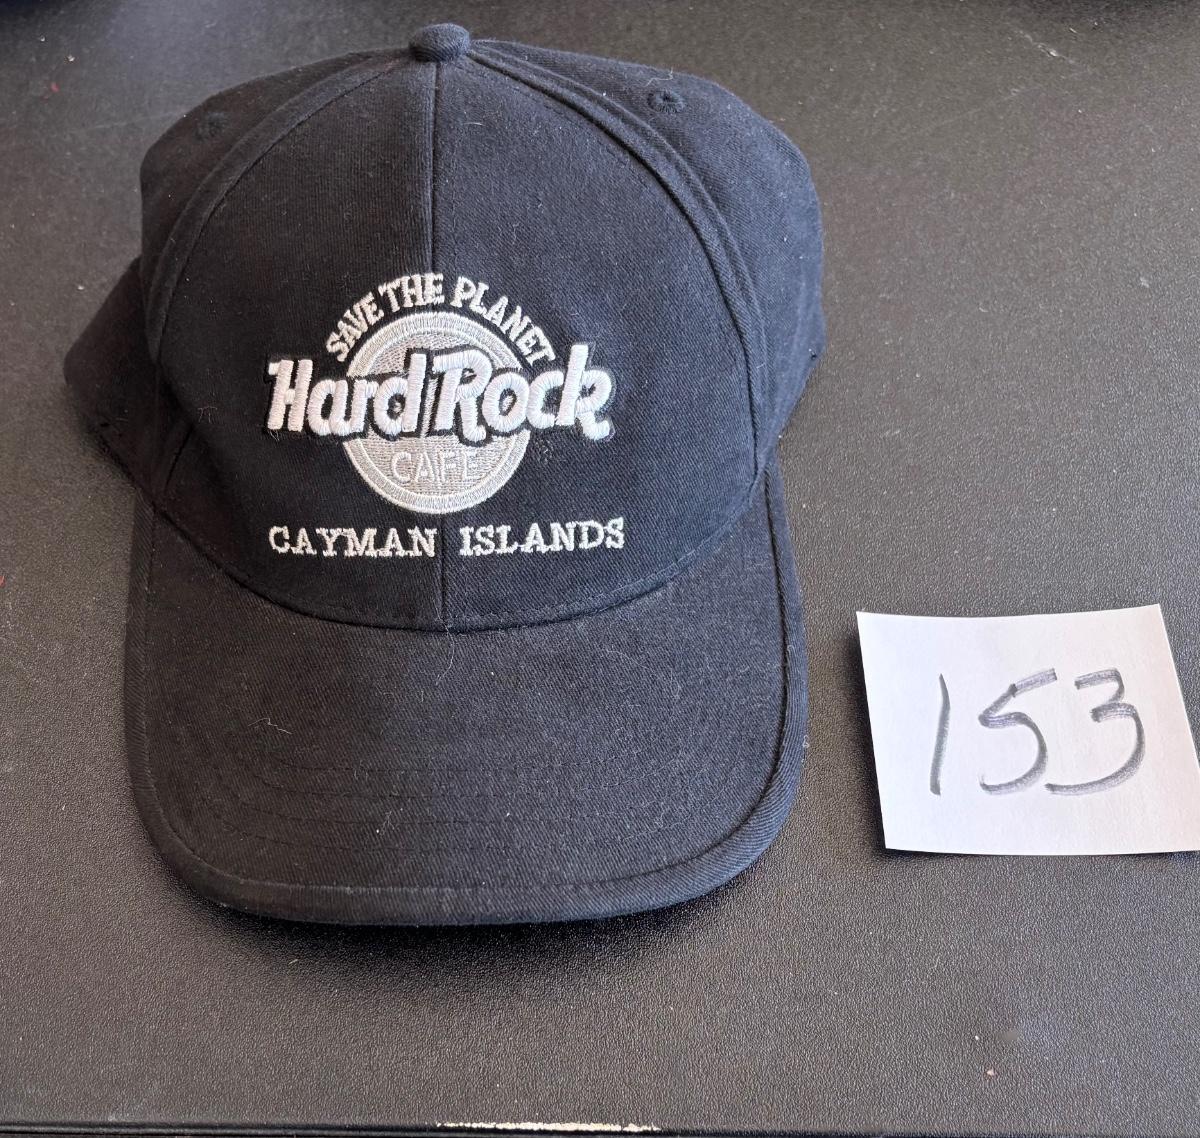 SAVE THE PLANET
Hard Rock
CAFE
CAYMAN ISLANDS
153